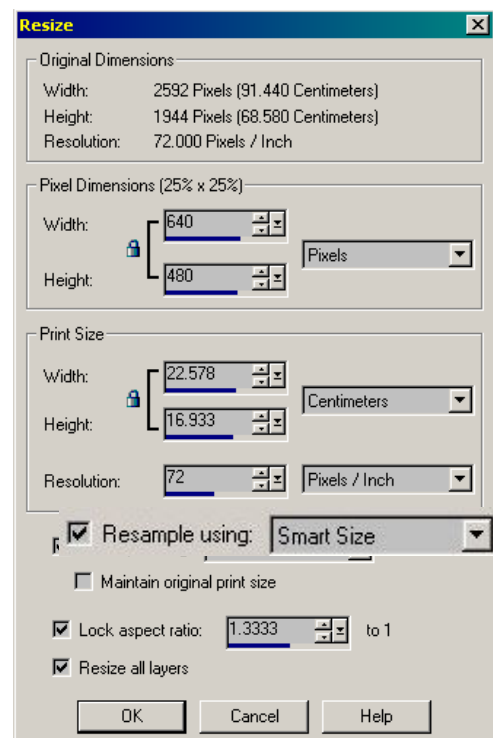 Resize
Original Dimensions
Width: 2592 Pixels (91.440 Centimeters)
Height: 1944 Pixels (68.580 Centimeters)
Resolution: 72.000 Pixels / Inch
Pixel Dimensions (25% x 25%)
Width: 640
Pixels
Height: 480
Print Size
Width: 22.578
Centimeters
Height: 16.933
Resolution: 72 Pixels / Inch
Resample using: Smart Size
Maintain original print size
Lock aspect ratio: 1.3333 to 1
Resize all layers
OK Cancel Help